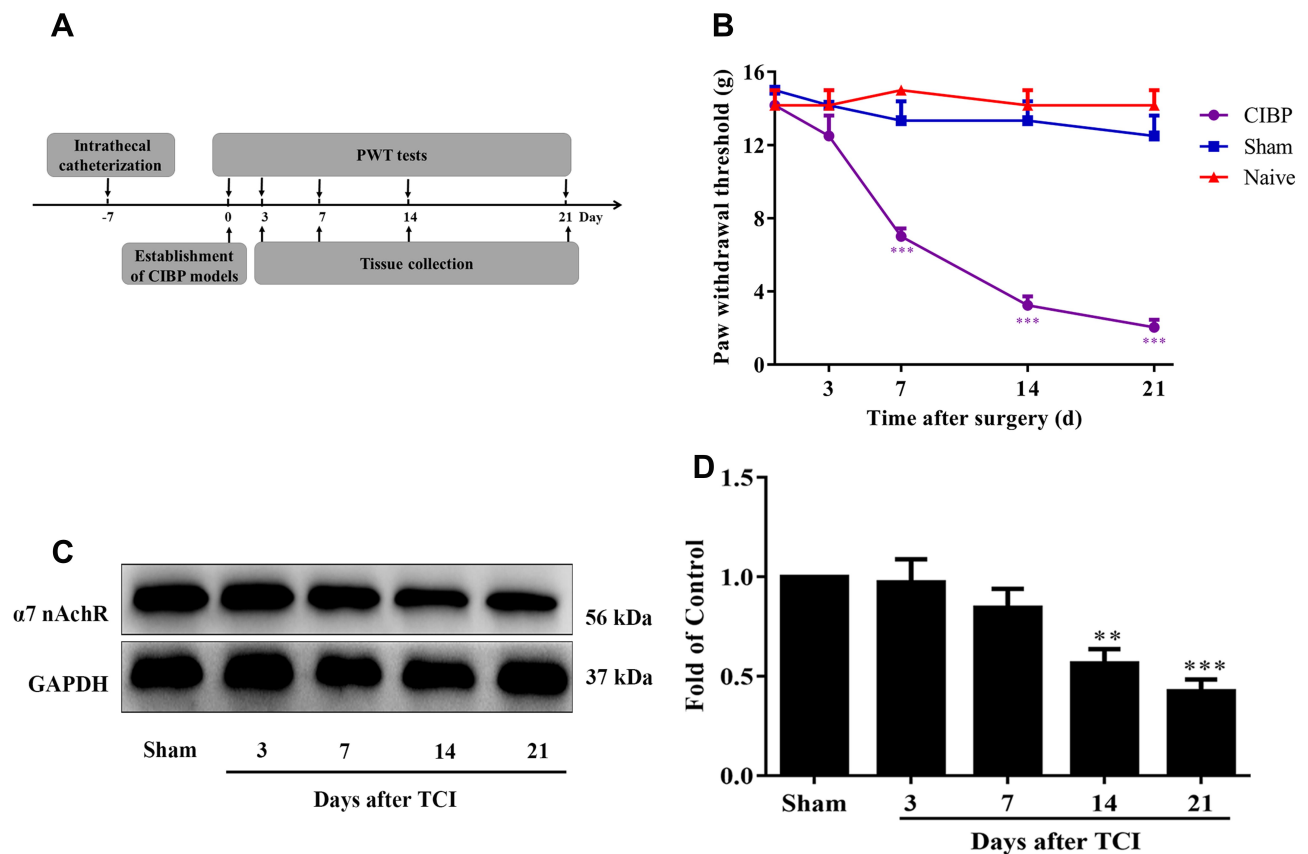 A
Intrathecal
catheterization
PWT tests
-7
0
3
7
14
21
Day
Establishment
of CIBP models
Tissue collection
B
Paw withdrawal threshold (g)
16
12
8
4
0
***
***
***
3
7
14
21
Time after surgery (d)
CIBP
Sham
Naive
C
α7 nAchR
56 kDa
GAPDH
37 kDa
Sham
3
7
14
21
Days after TCI
D
Fold of Control
1.5
1.0
0.5
0.0
**
***
Sham
3
7
14
21
Days after TCI